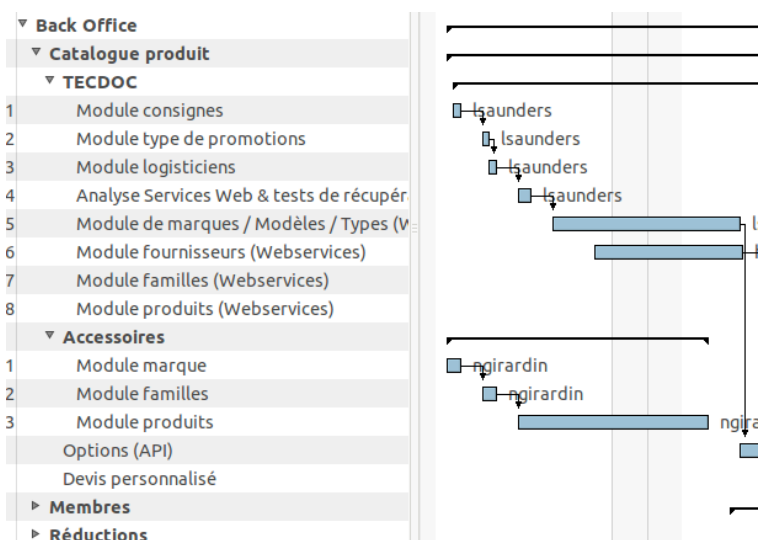 Back Office
Catalogue produit
TECDOC
1 Module consignes lsaunders
2 Module type de promotions lsaunders
3 Module logisticiens lsaunders
4 Analyse Services Web & tests de récupér lsaunders
5 Module de marques / Modèles / Types
6 Module fournisseurs (Webservices)
7 Module familles (Webservices)
8 Module produits (Webservices)
Accessoires
1 Module marque ngirardin
2 Module familles ngirardin
3 Module produits ngira
Options (API)
Devis personnalisé
Membres
Réductions